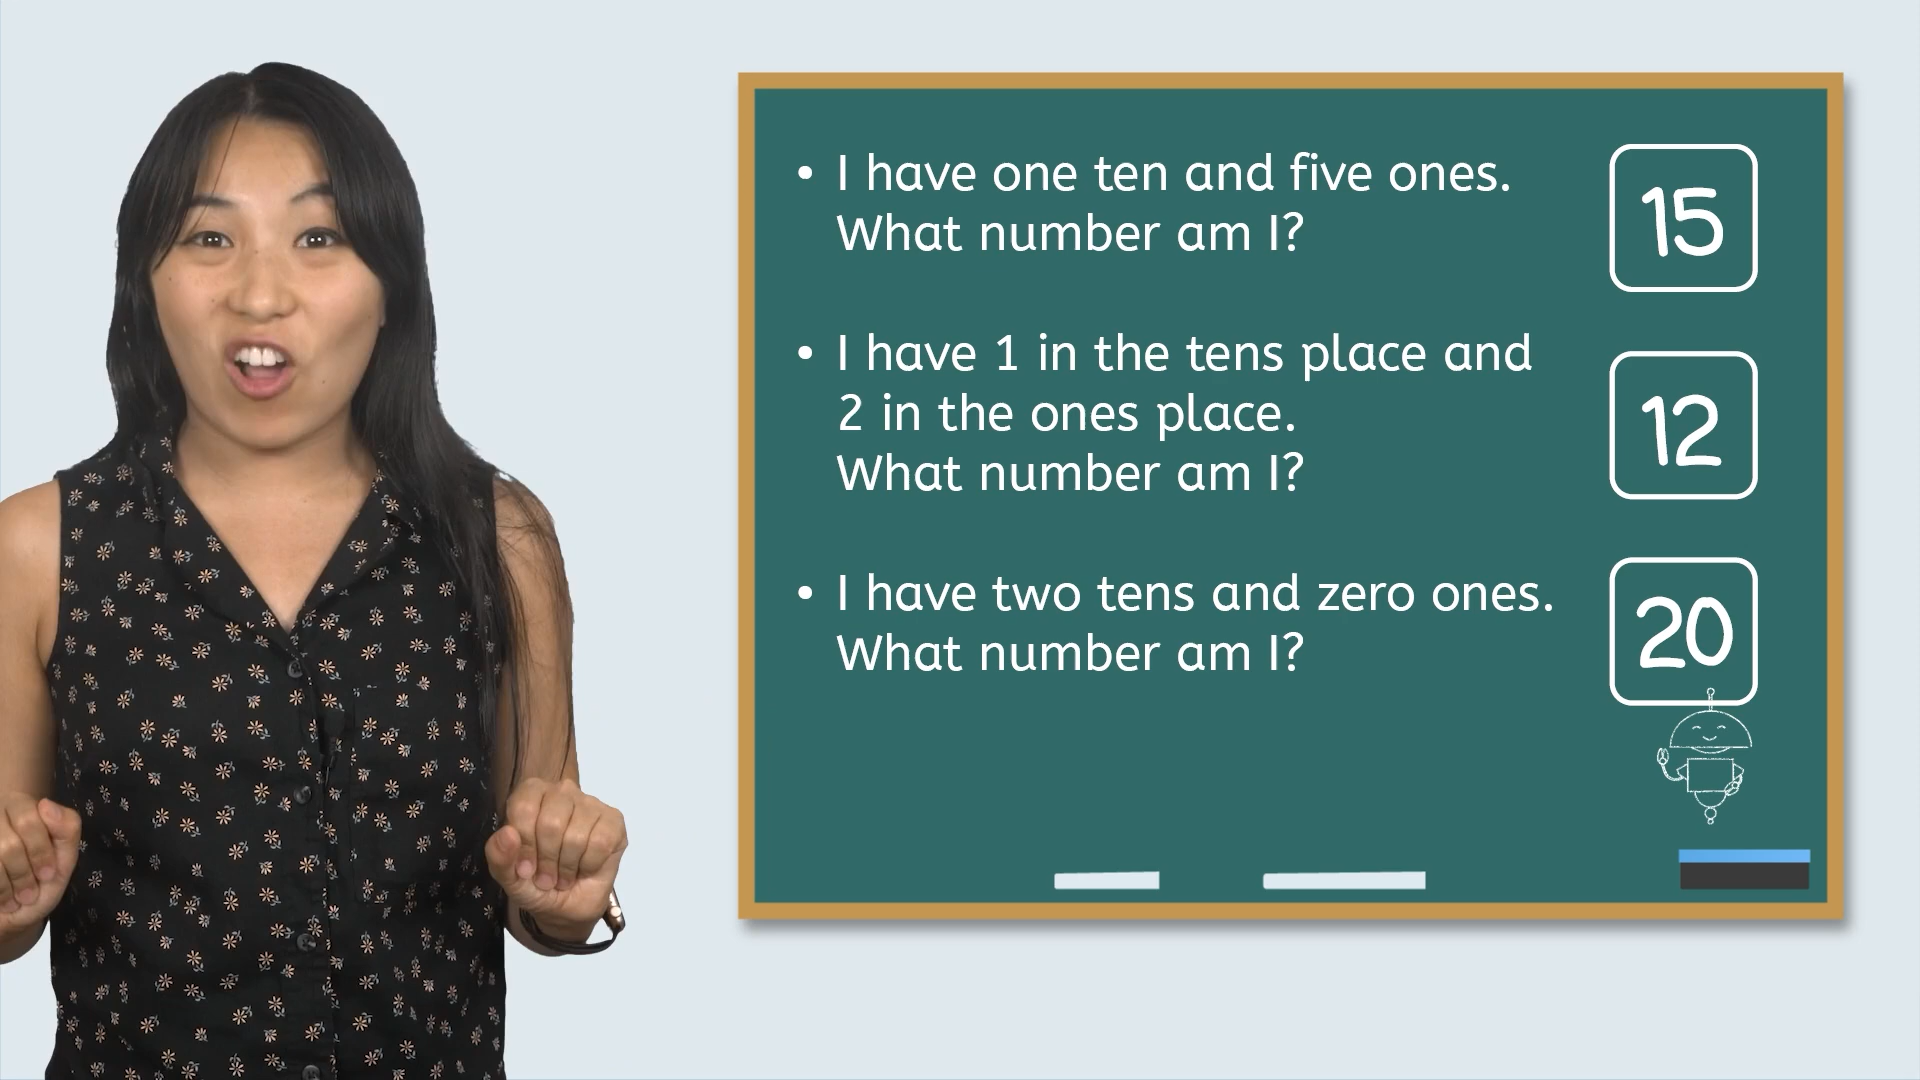 • I have one ten and five ones.
What number am I?
15
• I have 1 in the tens place and
2 in the ones place.
What number am I?
12
• I have two tens and zero ones.
What number am I?
20